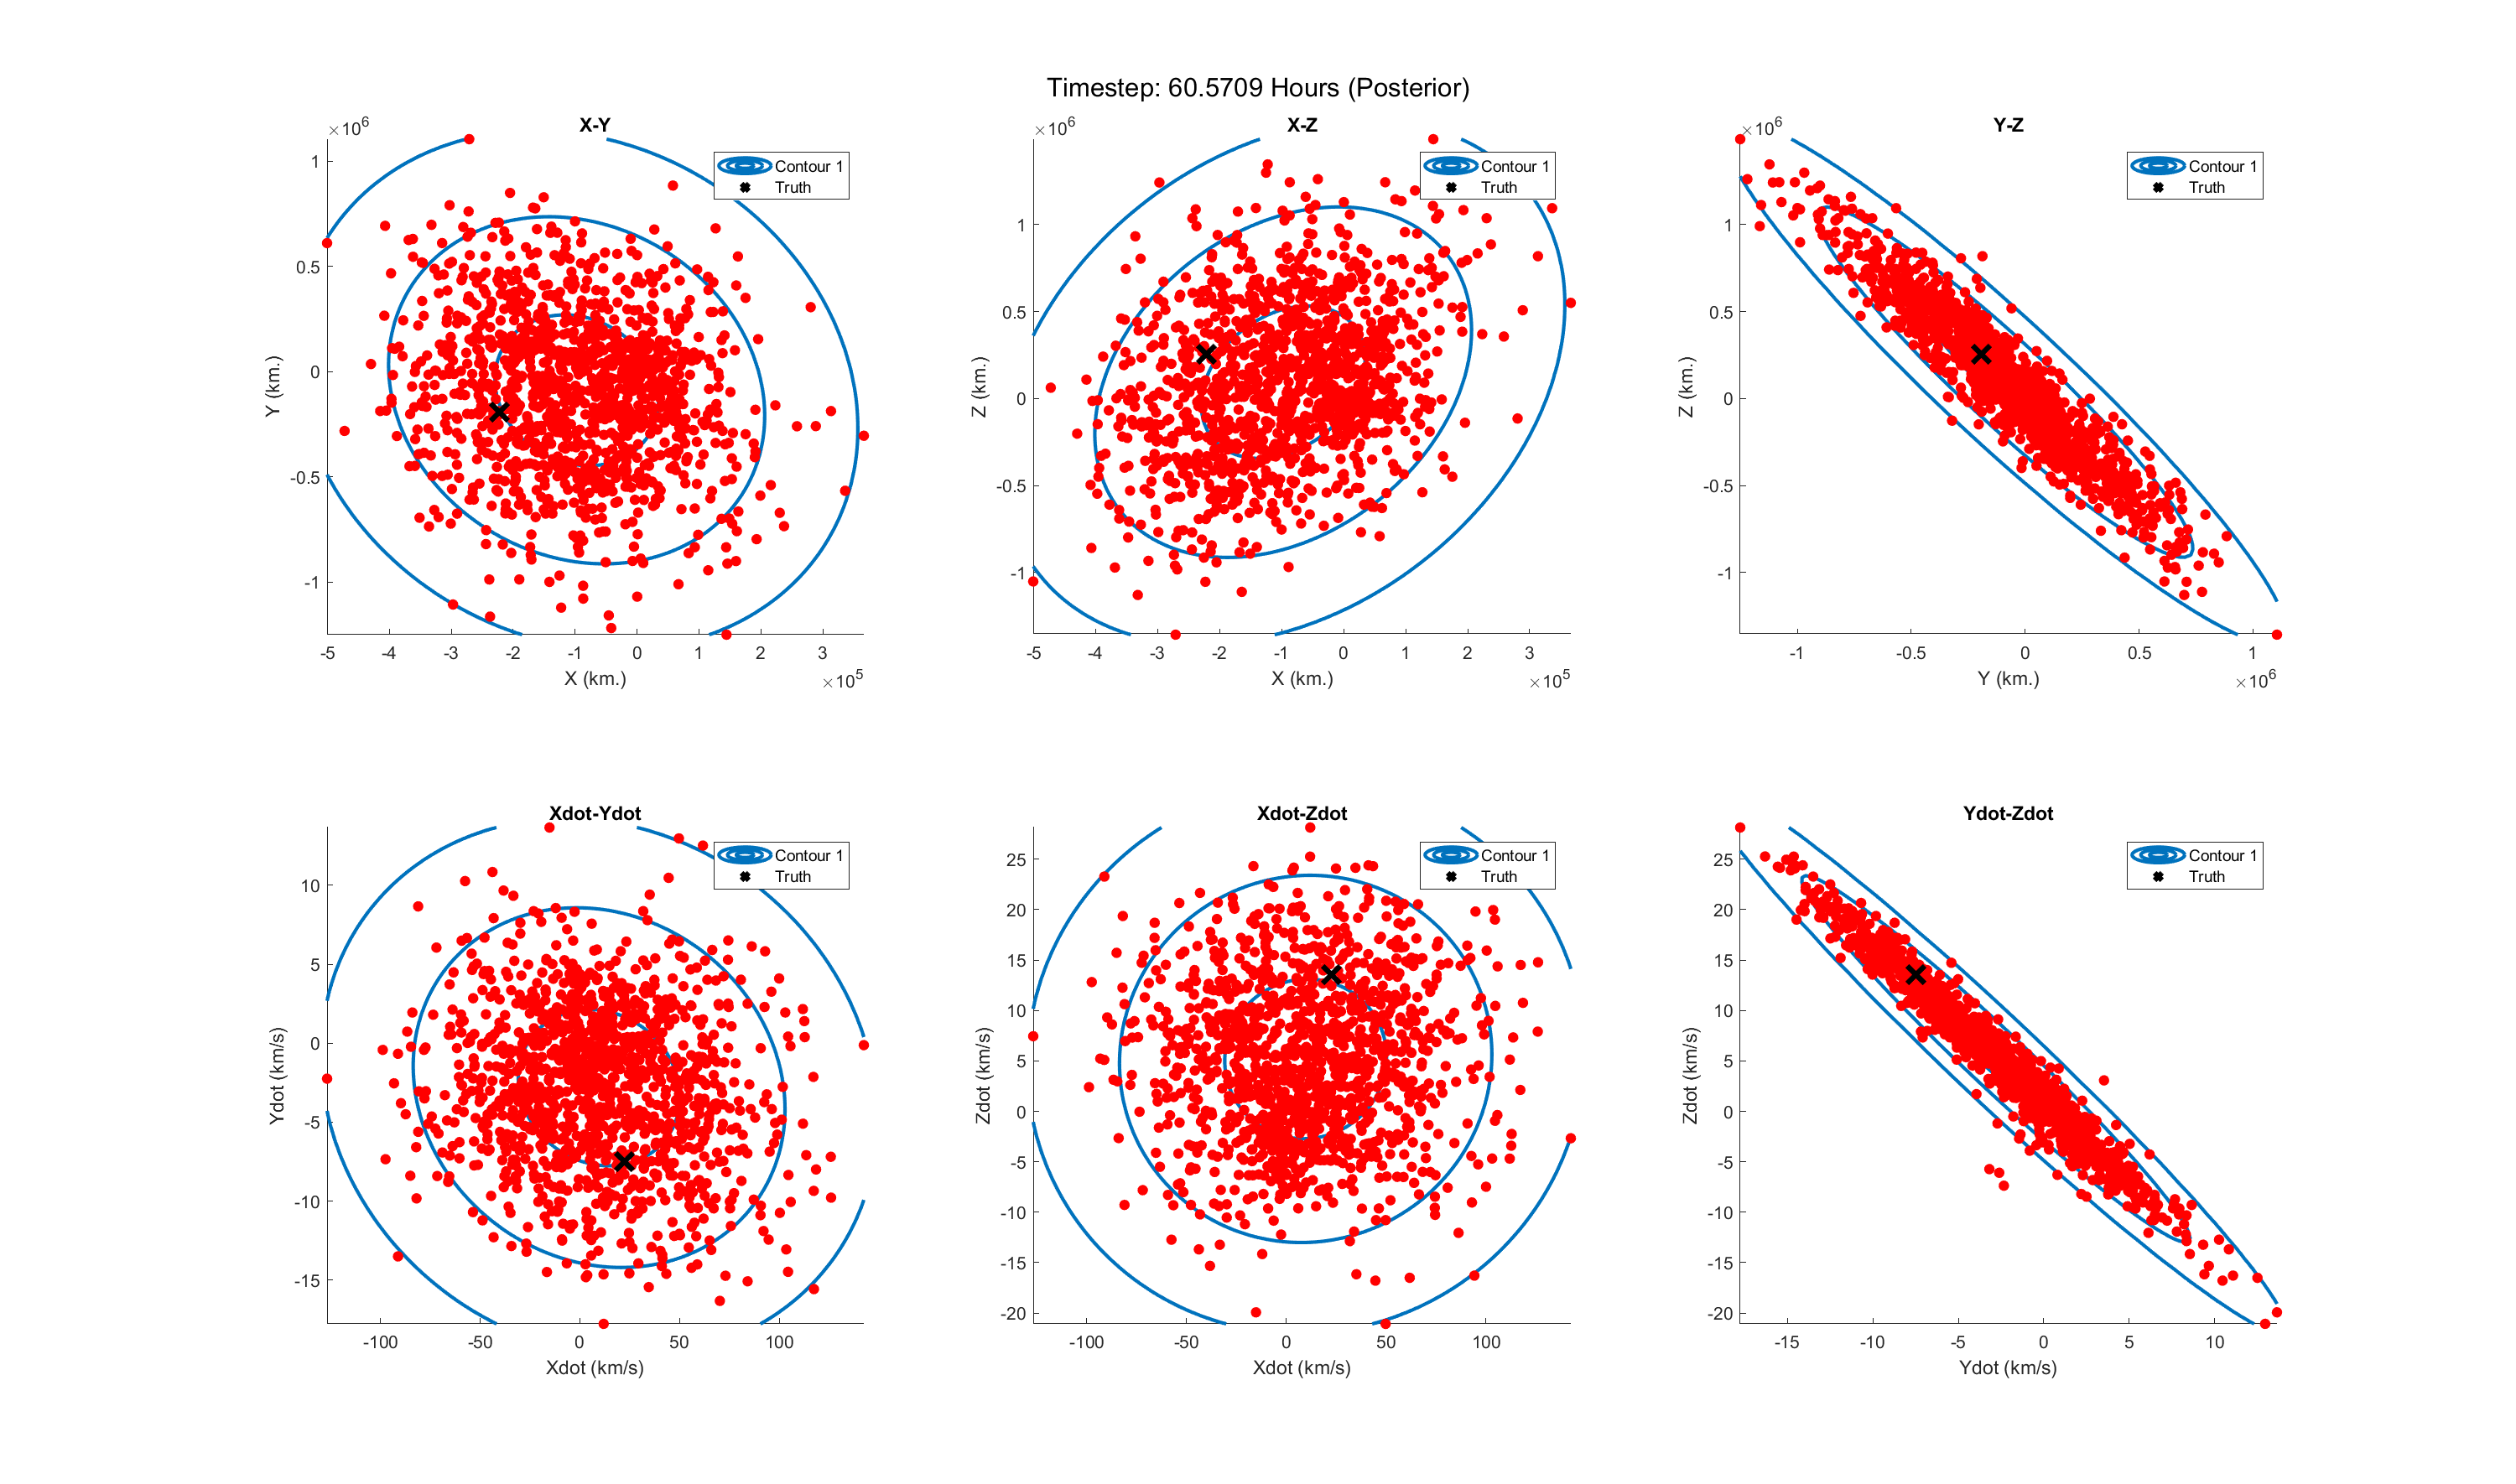 Timestep: 60.5709 Hours (Posterior)
X-Y
×10^6
Contour 1
Truth
1
0.5
0
-0.5
-1
Y (km.)
-5 -4 -3 -2 -1 0 1 2 3
X (km.)
×10^5
X-Z
×10^6
Contour 1
Truth
1
0.5
0
-0.5
-1
Z (km.)
-5 -4 -3 -2 -1 0 1 2 3
X (km.)
×10^5
Y-Z
×10^6
Contour 1
Truth
1
0.5
0
-0.5
-1
Z (km.)
-1 -0.5 0 0.5 1
Y (km.)
×10^6
Xdot-Ydot
Contour 1
Truth
10
5
0
-5
-10
-15
Ydot (km/s)
-100 -50 0 50 100
Xdot (km/s)
Xdot-Zdot
Contour 1
Truth
25
20
15
10
5
0
-5
-10
-15
-20
Zdot (km/s)
-100 -50 0 50 100
Xdot (km/s)
Ydot-Zdot
Contour 1
Truth
25
20
15
10
5
0
-5
-10
-15
-20
Zdot (km/s)
-15 -10 -5 0 5 10
Ydot (km/s)